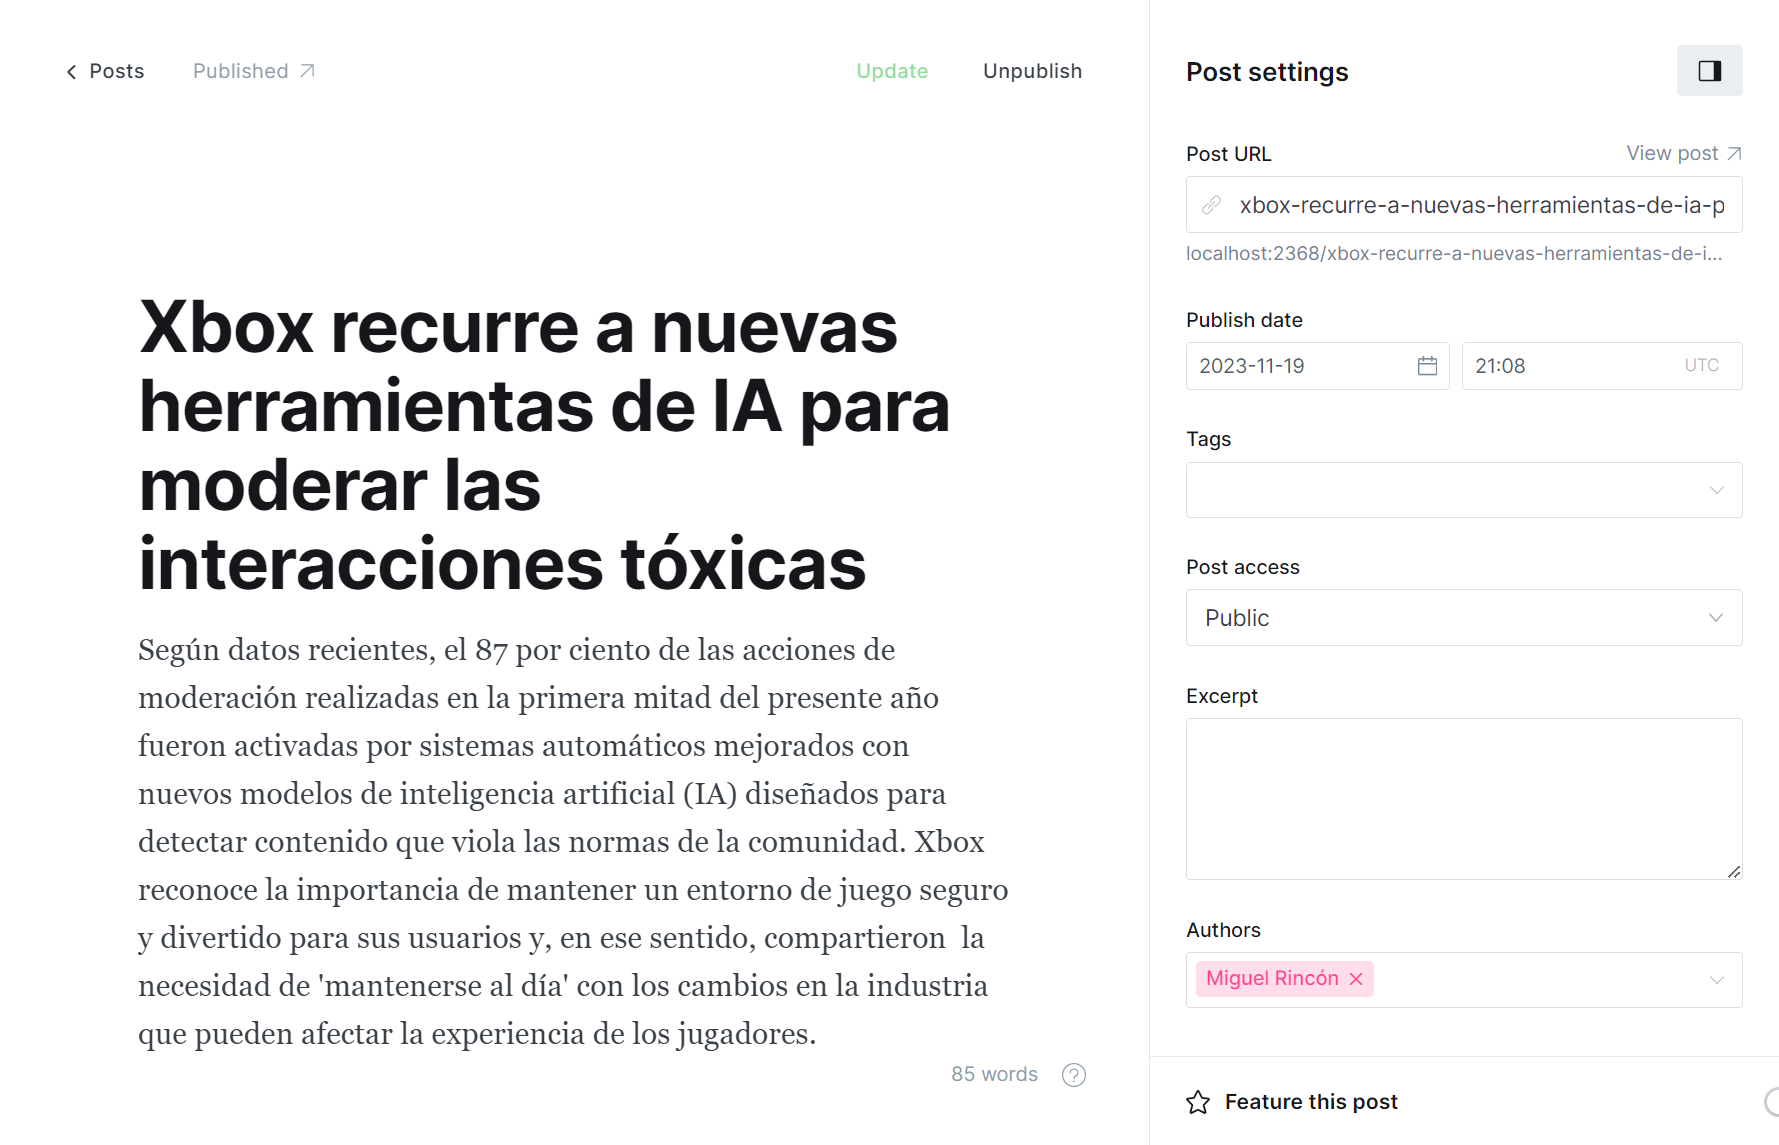 Posts
Published
Update
Unpublish
Xbox recurre a nuevas
herramientas de IA para
moderar las
interacciones tóxicas
Según datos recientes, el 87 por ciento de las acciones de
moderación realizadas en la primera mitad del presente año
fueron activadas por sistemas automáticos mejorados con
nuevos modelos de inteligencia artificial (IA) diseñados para
detectar contenido que viola las normas de la comunidad. Xbox
reconoce la importancia de mantener un entorno de juego seguro
y divertido para sus usuarios y, en ese sentido, compartieron  la
necesidad de 'mantenerse al día' con los cambios en la industria
que pueden afectar la experiencia de los jugadores.
85 words
?
Post settings
Post URL
View post
xbox-recurre-a-nuevas-herramientas-de-ia-p
localhost:2368/xbox-recurre-a-nuevas-herramientas-de-i...
Publish date
2023-11-19
21:08
UTC
Tags
Post access
Public
Excerpt
Authors
Miguel Rincón
Feature this post